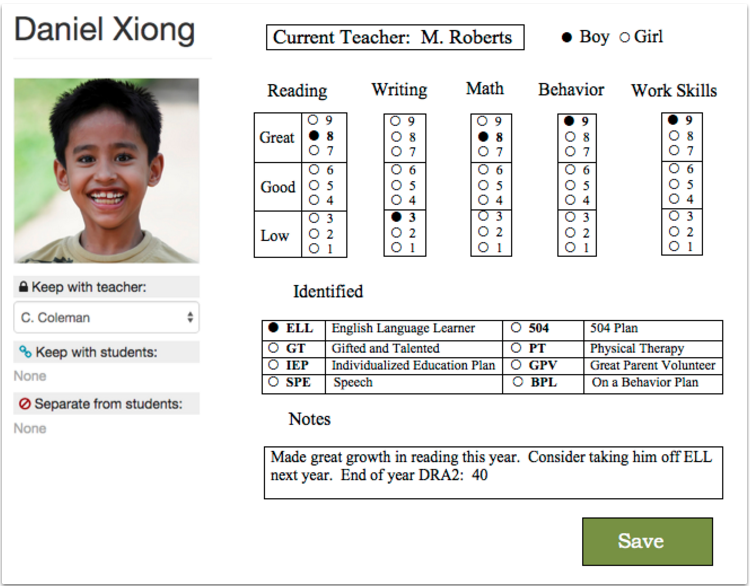 Daniel Xiong
Current Teacher: M. Roberts
Boy Girl
Reading Writing Math Behavior Work Skills
Great
9 9 9 9 9
8 8 8 8 8
7 7 7 7 7
Good
6 6 6 6 6
5 5 5 5 5
4 4 4 4 4
Low
3 3 3 3 3
2 2 2 2 2
1 1 1 1 1
Keep with teacher:
C. Coleman
Keep with students:
None
Separate from students:
None
Identified
ELL English Language Learner 504 504 Plan
GT Gifted and Talented PT Physical Therapy
IEP Individualized Education Plan GPV Great Parent Volunteer
SPE Speech BPL On a Behavior Plan
Notes
Made great growth in reading this year. Consider taking him off ELL
next year. End of year DRA2: 40
Save